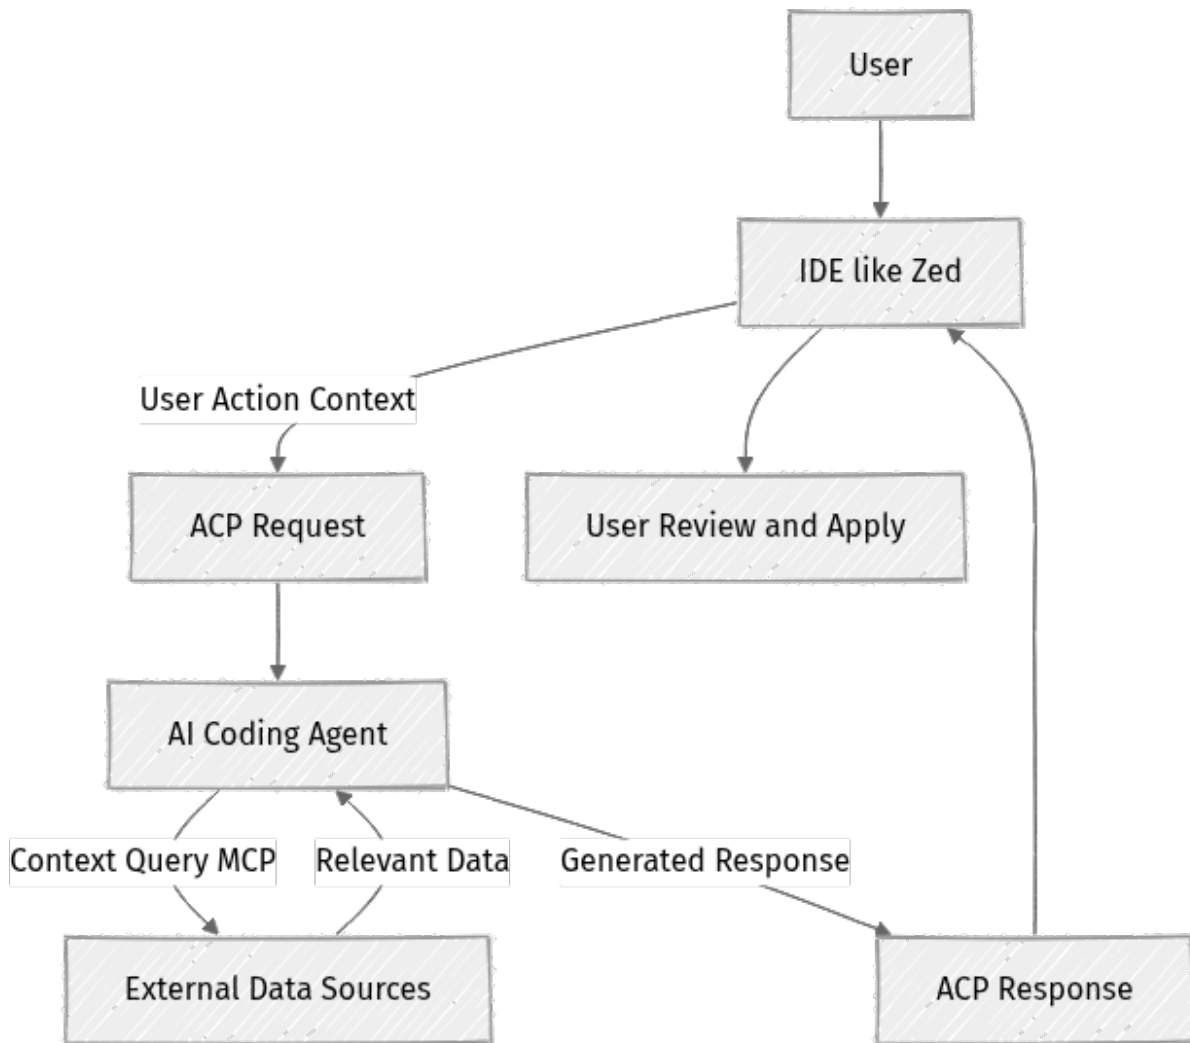 User
IDE like Zed
User Action Context
ACP Request
User Review and Apply
AI Coding Agent
Context Query MCP
Relevant Data
Generated Response
External Data Sources
ACP Response